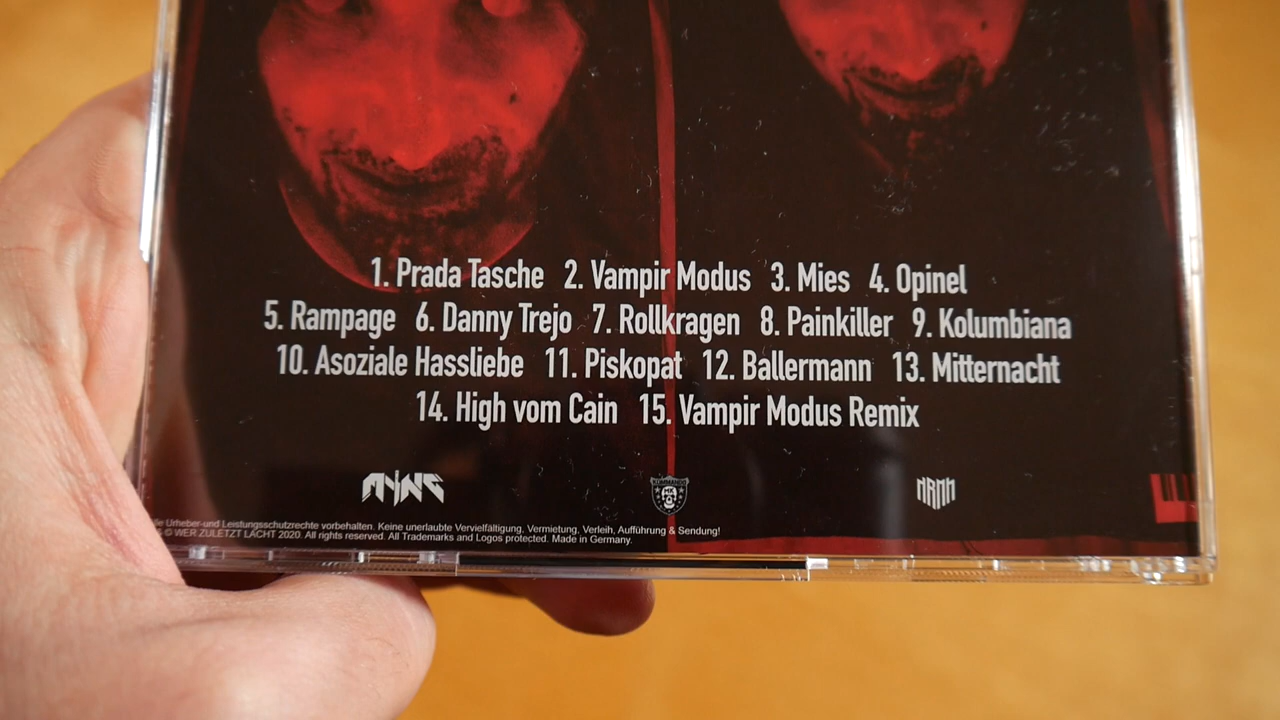 1. Prada Tasche 2. Vampir Modus 3. Mies 4. Opinel
5. Rampage 6. Danny Trejo 7. Rollkragen 8. Painkiller 9. Kolumbiana
10. Asoziale Hassliebe 11. Piskopat 12. Ballermann 13. Mitternacht
14. High vom Cain 15. Vampir Modus Remix
KOMMANDO
Urheber-und Leistungsschutzrechte vorbehalten. Keine unerlaubte Vervielfältigung, Vermietung, Verleih, Aufführung & Sendung!
© WER ZULETZT LACHT 2020. All rights reserved. All Trademarks and Logos protected. Made in Germany.